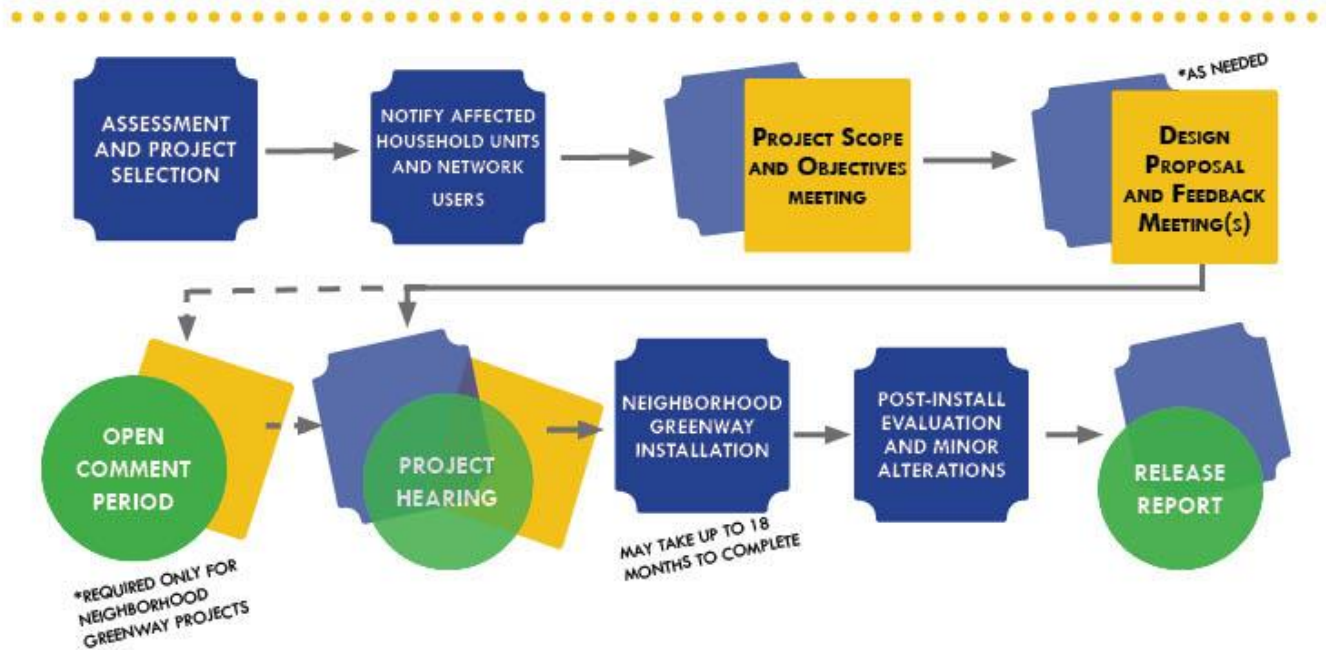 ASSESSMENT
AND PROJECT
SELECTION
NOTIFY AFFECTED
HOUSEHOLD UNITS
AND NETWORK
USERS
PROJECT SCOPE
AND OBJECTIVES
MEETING
*AS NEEDED
DESIGN
PROPOSAL
AND FEEDBACK
MEETING(S)
OPEN
COMMENT
PERIOD
*REQUIRED ONLY FOR
NEIGHBORHOOD
GREENWAY PROJECTS
PROJECT
HEARING
NEIGHBORHOOD
GREENWAY
INSTALLATION
MAY TAKE UP TO 18
MONTHS TO COMPLETE
POST-INSTALL
EVALUATION
AND MINOR
ALTERATIONS
RELEASE
REPORT